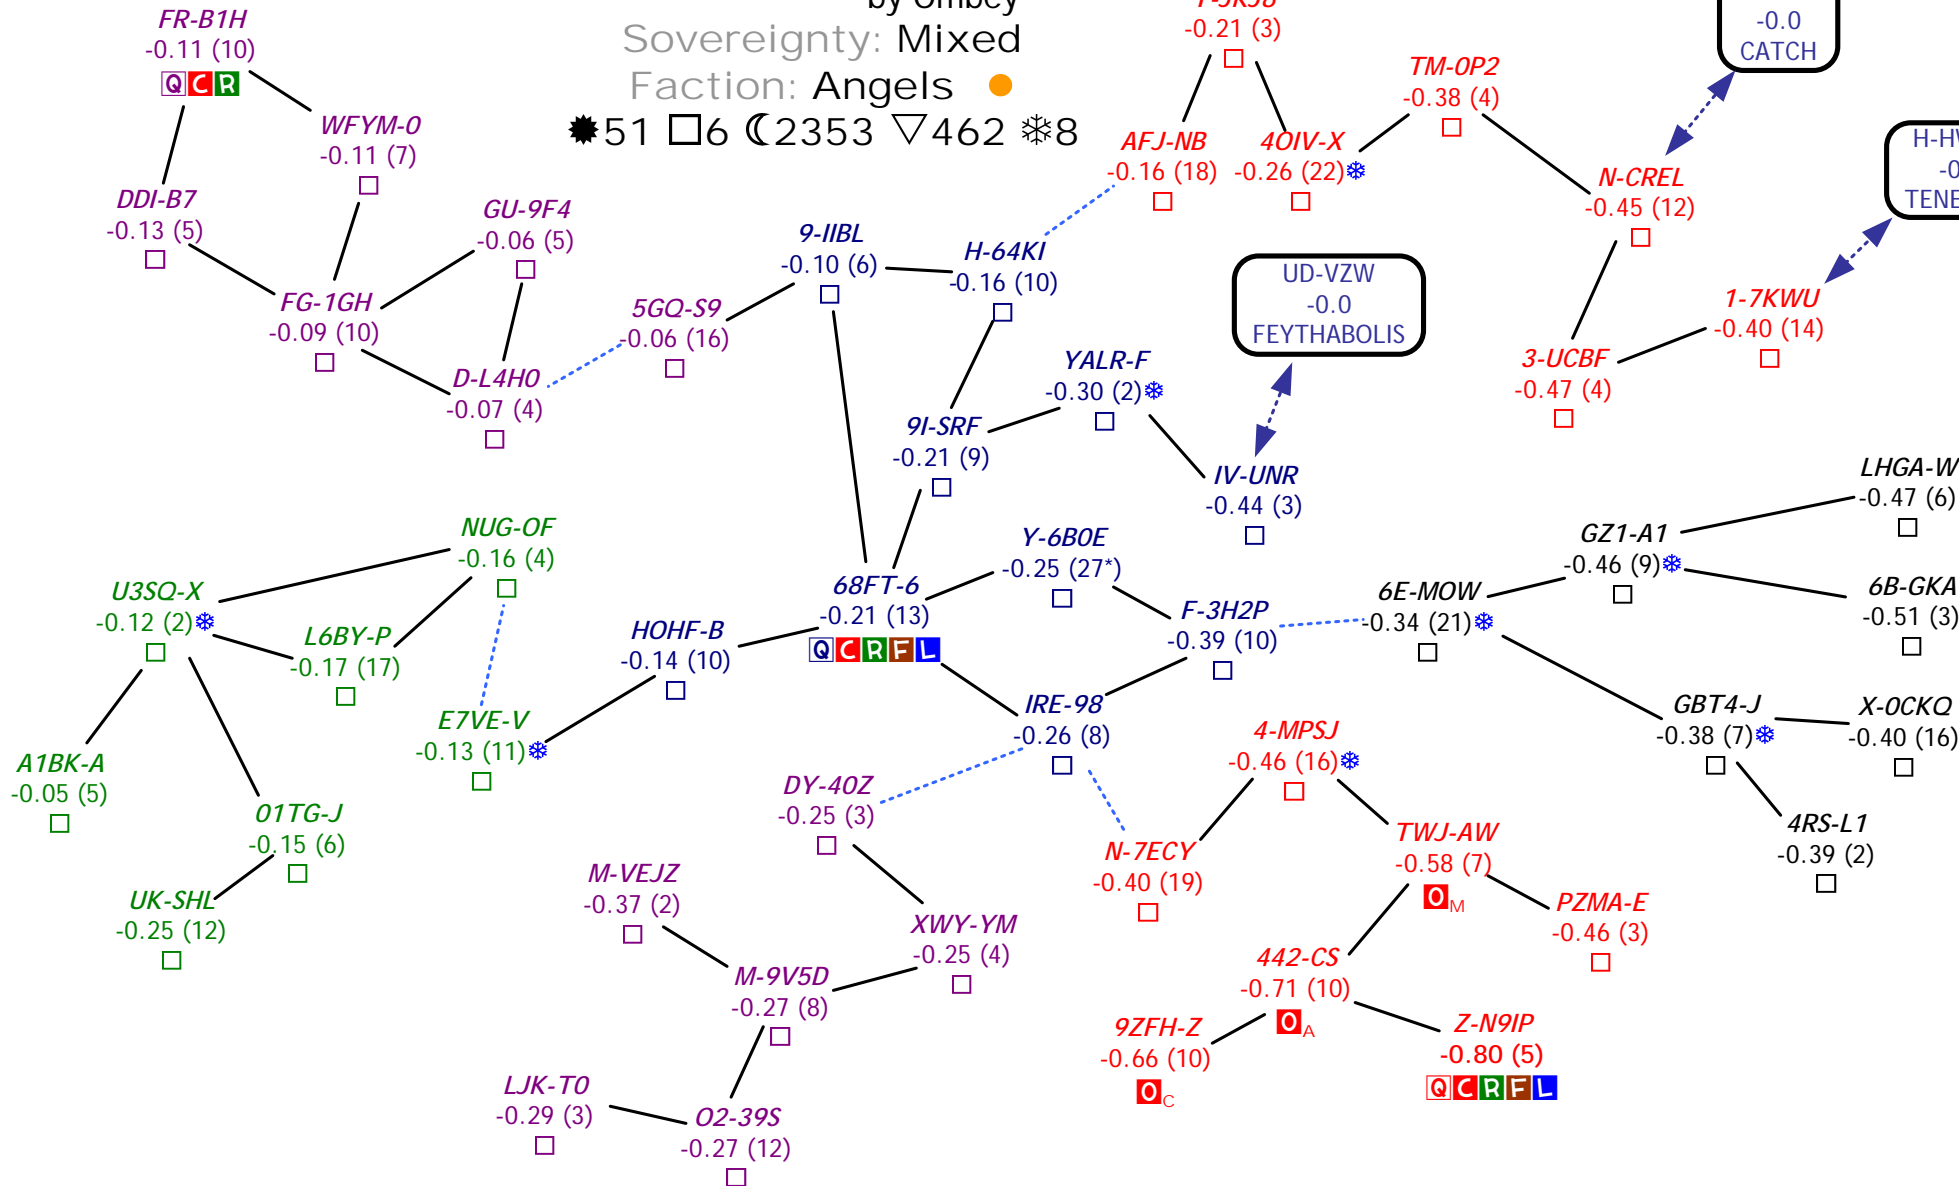 by Ombey
Sovereignty: Mixed
Faction: Angels
51 6 2353 462 8
FR-B1H
-0.11 (10)
Q C R
WFYM-0
-0.11 (7)
DDI-B7
-0.13 (5)
GU-9F4
-0.06 (5)
FG-1GH
-0.09 (10)
D-L4H0
-0.07 (4)
5GQ-S9
-0.06 (16)
9-IIBL
-0.10 (6)
H-64KI
-0.16 (10)
-0.21 (3)
AFJ-NB
-0.16 (18)
4OIV-X
-0.26 (22)
TM-0P2
-0.38 (4)
N-CREL
-0.45 (12)
-0.0
CATCH
1-7KWU
-0.40 (14)
3-UCBF
-0.47 (4)
UD-VZW
-0.0
FEYTHABOLIS
YALR-F
-0.30 (2)
9I-SRF
-0.21 (9)
IV-UNR
-0.44 (3)
NUG-OF
-0.16 (4)
U3SQ-X
-0.12 (2)
L6BY-P
-0.17 (17)
A1BK-A
-0.05 (5)
01TG-J
-0.15 (6)
UK-SHL
-0.25 (12)
E7VE-V
-0.13 (11)
HOHF-B
-0.14 (10)
68FT-6
-0.21 (13)
Q C R F L
Y-6B0E
-0.25 (27*)
F-3H2P
-0.39 (10)
IRE-98
-0.26 (8)
6E-MOW
-0.34 (21)
GZ1-A1
-0.46 (9)
LHGA-W
-0.47 (6)
6B-GKA
-0.51 (3)
GBT4-J
-0.38 (7)
X-0CKQ
-0.40 (16)
4RS-L1
-0.39 (2)
DY-40Z
-0.25 (3)
M-VEJZ
-0.37 (2)
XWY-YM
-0.25 (4)
M-9V5D
-0.27 (8)
LJK-T0
-0.29 (3)
O2-39S
-0.27 (12)
4-MPSJ
-0.46 (16)
N-7ECY
-0.40 (19)
TWJ-AW
-0.58 (7)
O M
PZMA-E
-0.46 (3)
442-CS
-0.71 (10)
O A
9ZFH-Z
-0.66 (10)
O C
Z-N9IP
-0.80 (5)
Q C R F L